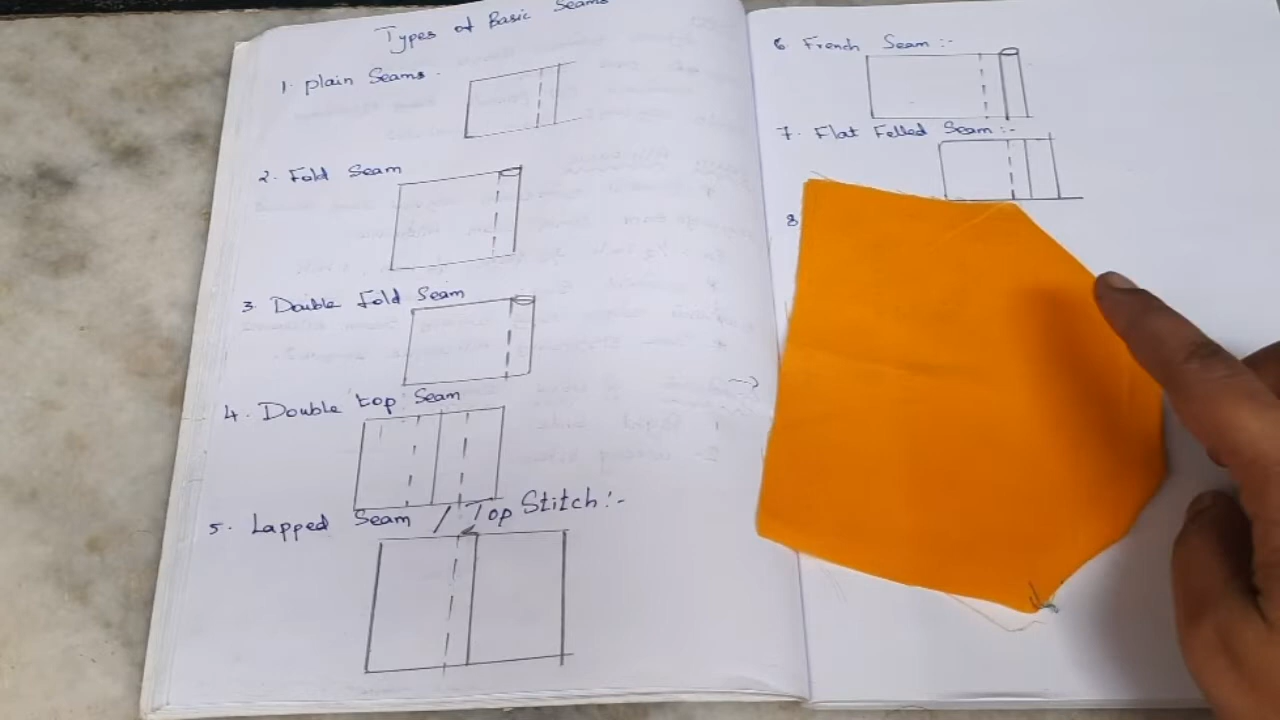 Types of Basic Seams
1. plain Seams.
2. Fold Seam
3. Double Fold Seam
4. Double top Seam
5. Lapped Seam / Top Stitch:-
6 French Seam :-
7. Flat Felled Seam :-
8